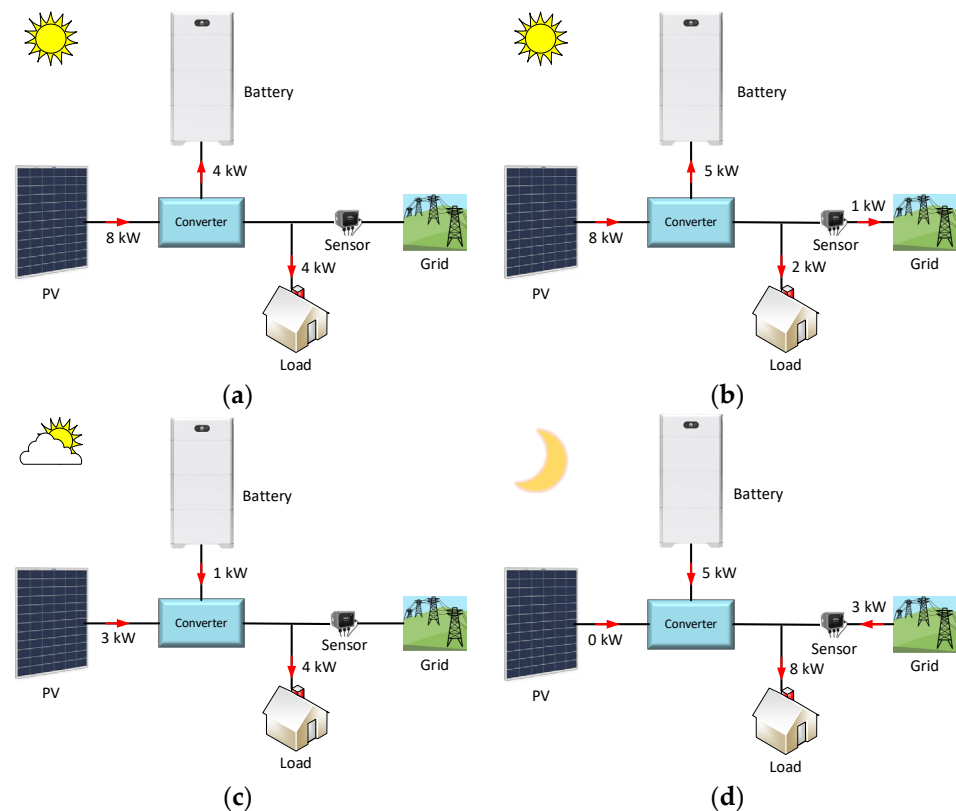 Battery
4 kW
Converter
8 kW
Sensor
Grid
PV
4 kW
Load
(a)
Battery
5 kW
1 kW
Converter
8 kW
Sensor
Grid
PV
2 kW
Load
(b)
Battery
1 kW
Converter
3 kW
Sensor
Grid
PV
4 kW
Load
(c)
Battery
5 kW
3 kW
Converter
0 kW
Sensor
Grid
PV
8 kW
Load
(d)